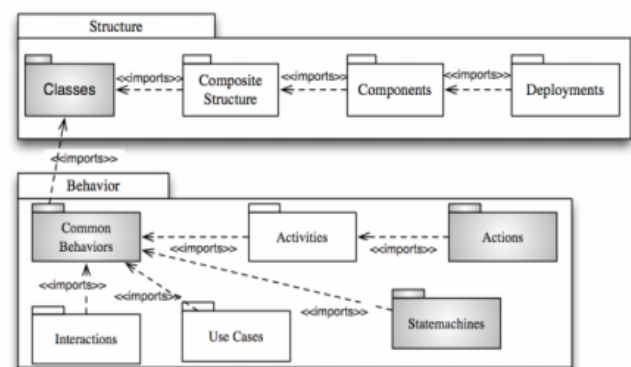 Structure
Classes
<<imports>>
Composite
Structure
<<imports>>
Components
<<imports>>
Deployments
<<imports>>
Behavior
Common
Behaviors
<<imports>>
Activities
<<imports>>
Actions
<<imports>>
<<imports>>
<<imports>>
Interactions
Use Cases
Statemachines